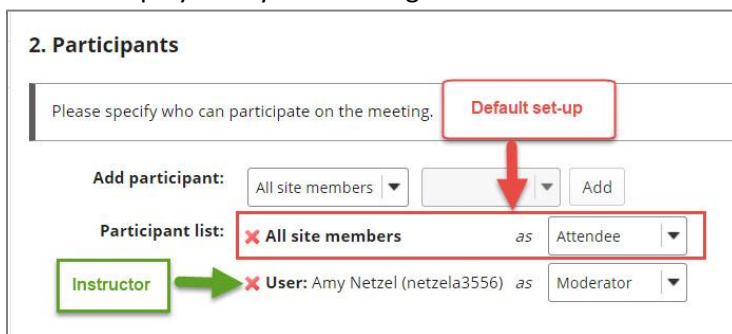 2. Participants
Please specify who can participate on the meeting.
Default set-up
Add participant: All site members Add
Participant list: All site members as Attendee
Instructor User: Amy Netzel (netzela3556) as Moderator